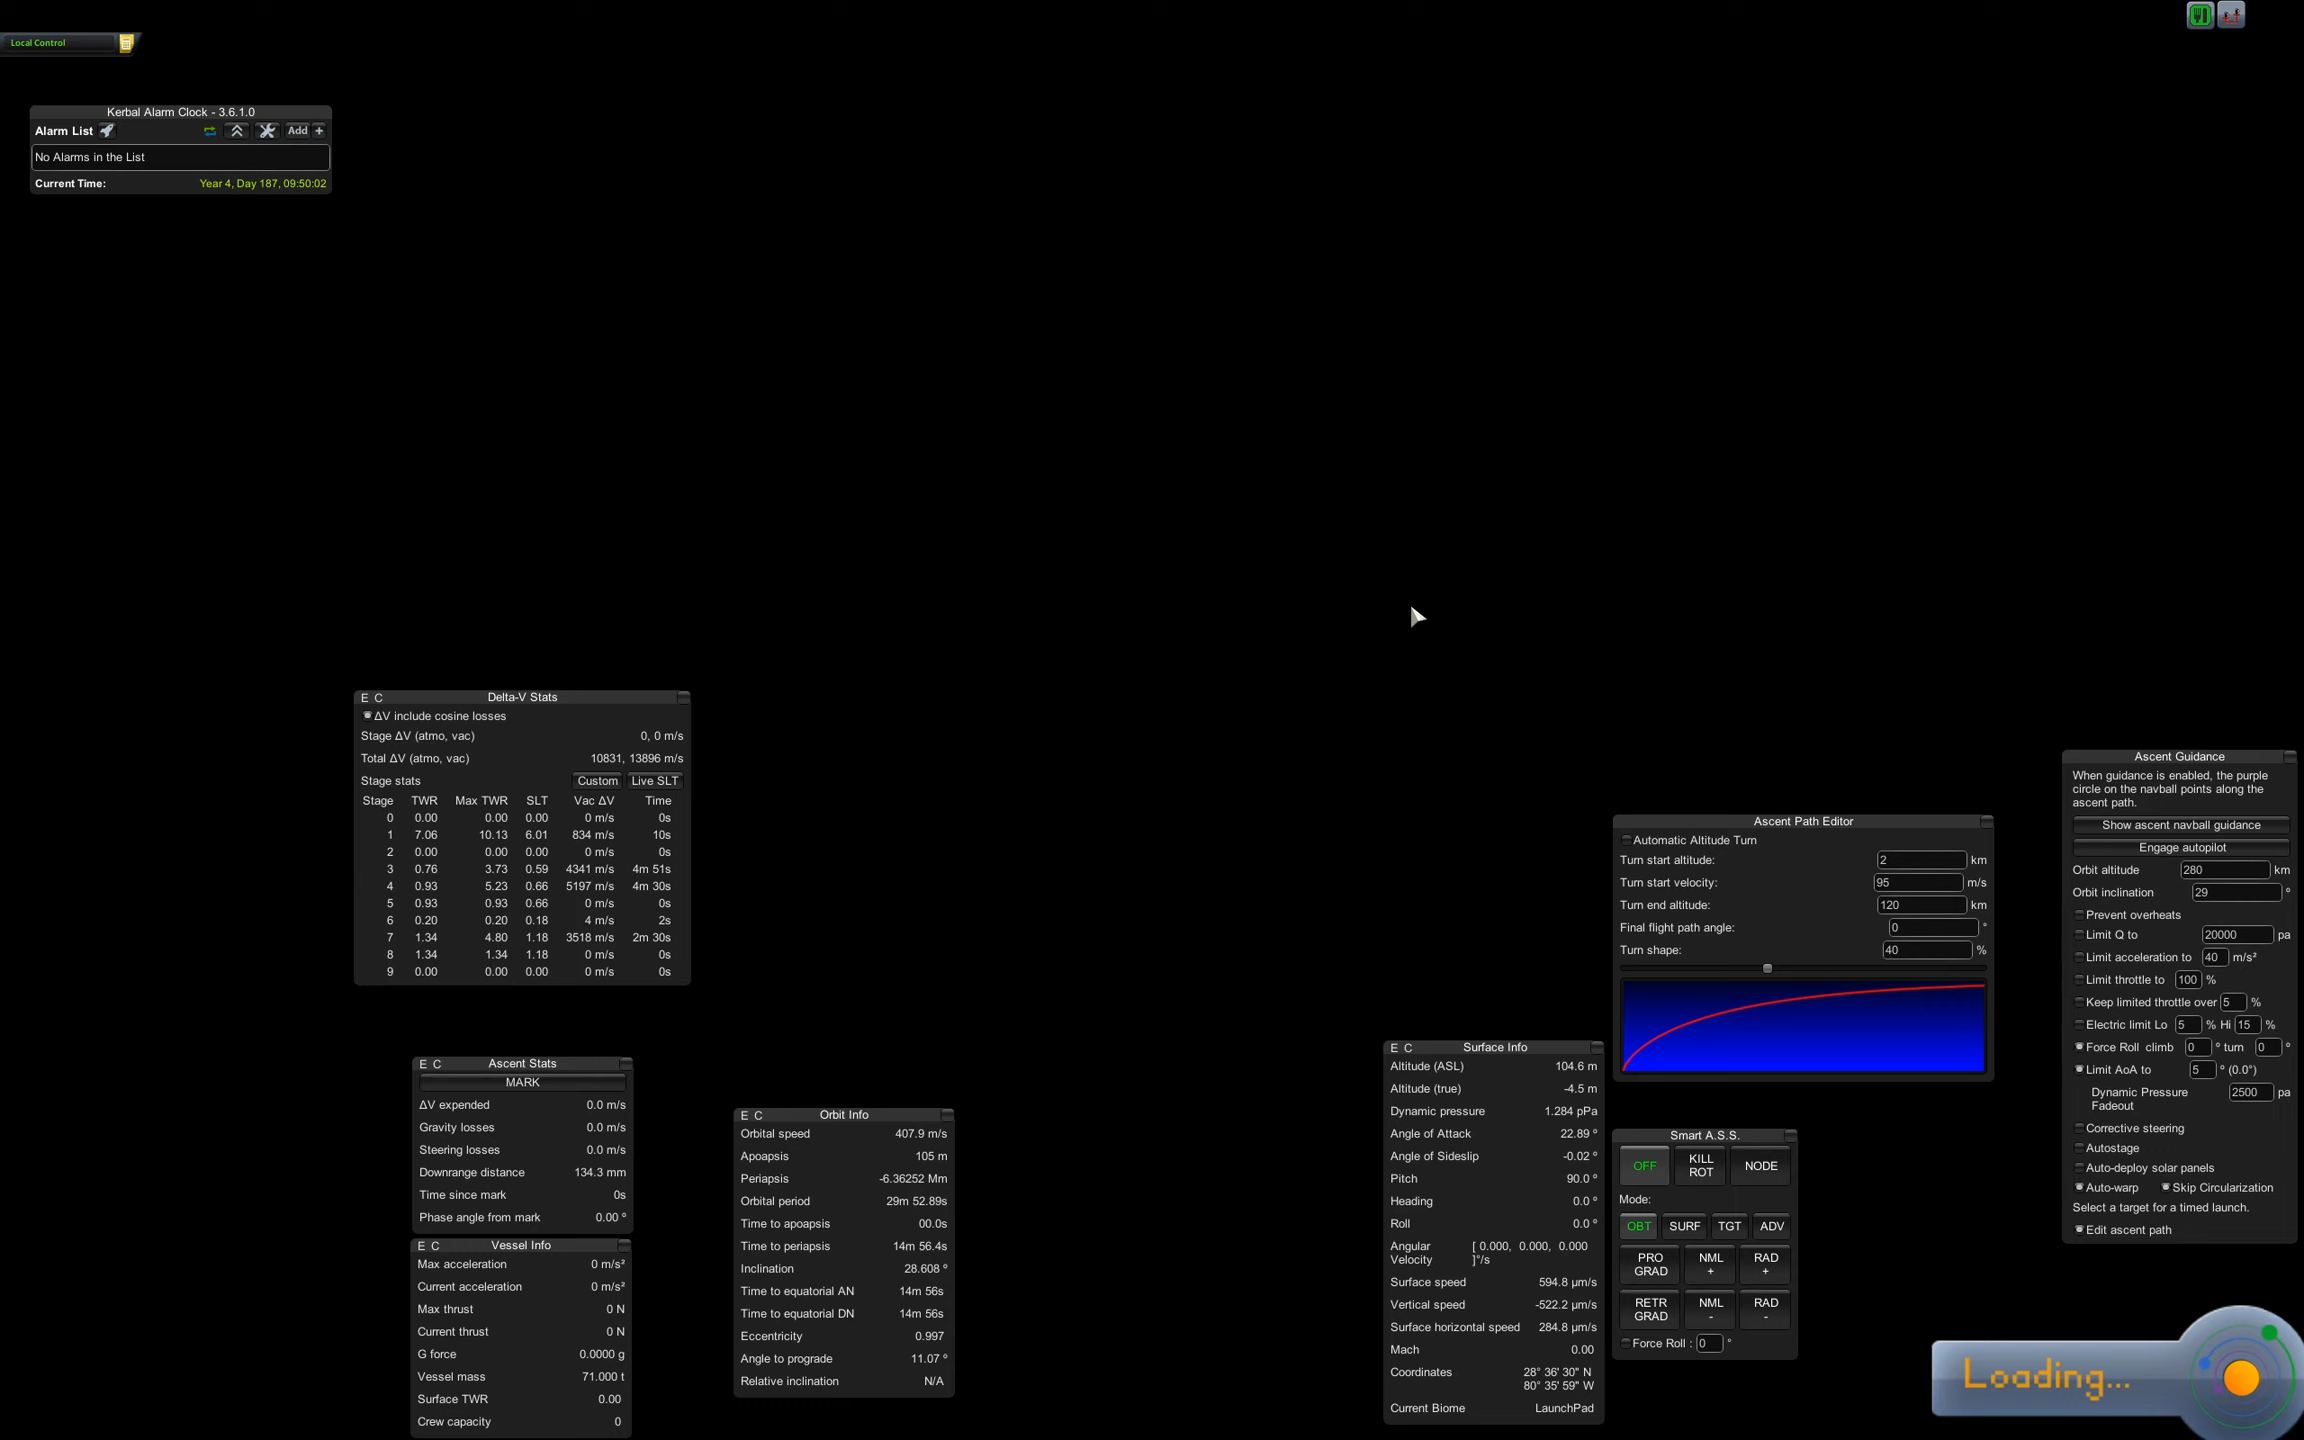 Local Control
Kerbal Alarm Clock - 3.6.1.0
Alarm List Add +
No Alarms in the List
Current Time: Year 4, Day 187, 09:50:02
E C Delta-V Stats
ΔV include cosine losses
Stage ΔV (atmo, vac) 0, 0 m/s
Total ΔV (atmo, vac) 10831, 13896 m/s
Stage stats Custom Live SLT
Stage TWR Max TWR SLT Vac ΔV Time
0 0.00 0.00 0.00 0 m/s 0s
1 7.06 10.13 6.01 834 m/s 10s
2 0.00 0.00 0.00 0 m/s 0s
3 0.76 3.73 0.59 4341 m/s 4m 51s
4 0.93 5.23 0.66 5197 m/s 4m 30s
5 0.93 0.93 0.66 0 m/s 0s
6 0.20 0.20 0.18 4 m/s 2s
7 1.34 4.80 1.18 3518 m/s 2m 30s
8 1.34 1.34 1.18 0 m/s 0s
9 0.00 0.00 0.00 0 m/s 0s
E C Ascent Stats
MARK
ΔV expended 0.0 m/s
Gravity losses 0.0 m/s
Steering losses 0.0 m/s
Downrange distance 134.3 mm
Time since mark 0s
Phase angle from mark 0.00 º
E C Vessel Info
Max acceleration 0 m/s²
Current acceleration 0 m/s²
Max thrust 0 N
Current thrust 0 N
G force 0.0000 g
Vessel mass 71.000 t
Surface TWR 0.00
Crew capacity 0
E C Orbit Info
Orbital speed 407.9 m/s
Apoapsis 105 m
Periapsis -6.36252 Mm
Orbital period 29m 52.89s
Time to apoapsis 00.0s
Time to periapsis 14m 56.4s
Inclination 28.608 º
Time to equatorial AN 14m 56s
Time to equatorial DN 14m 56s
Eccentricity 0.997
Angle to prograde 11.07 º
Relative inclination N/A
E C Surface Info
Altitude (ASL) 104.6 m
Altitude (true) -4.5 m
Dynamic pressure 1.284 pPa
Angle of Attack 22.89 º
Angle of Sideslip -0.02 º
Pitch 90.0 º
Heading 0.0 º
Roll 0.0 º
Angular [ 0.000, 0.000, 0.000
Velocity ]°/s
Surface speed 594.8 µm/s
Vertical speed -522.2 µm/s
Surface horizontal speed 284.8 µm/s
Mach 0.00
Coordinates 28° 36' 30" N
80° 35' 59" W
Current Biome LaunchPad
Ascent Path Editor
Automatic Altitude Turn
Turn start altitude: 2 km
Turn start velocity: 95 m/s
Turn end altitude: 120 km
Final flight path angle: 0 °
Turn shape: 40 %
Smart A.S.S.
OFF KILL ROT NODE
Mode:
OBT SURF TGT ADV
PRO GRAD NML + RAD +
RETR GRAD NML - RAD -
Force Roll : 0 °
Ascent Guidance
When guidance is enabled, the purple
circle on the navball points along the
ascent path.
Show ascent navball guidance
Engage autopilot
Orbit altitude 280 km
Orbit inclination 29 º
Prevent overheats
Limit Q to 20000 pa
Limit acceleration to 40 m/s²
Limit throttle to 100 %
Keep limited throttle over 5 %
Electric limit Lo 5 % Hi 15 %
Force Roll climb 0 º turn 0 º
Limit AoA to 5 º (0.0°)
Dynamic Pressure 2500 pa
Fadeout
Corrective steering
Autostage
Auto-deploy solar panels
Auto-warp Skip Circularization
Select a target for a timed launch.
Edit ascent path
Loading...